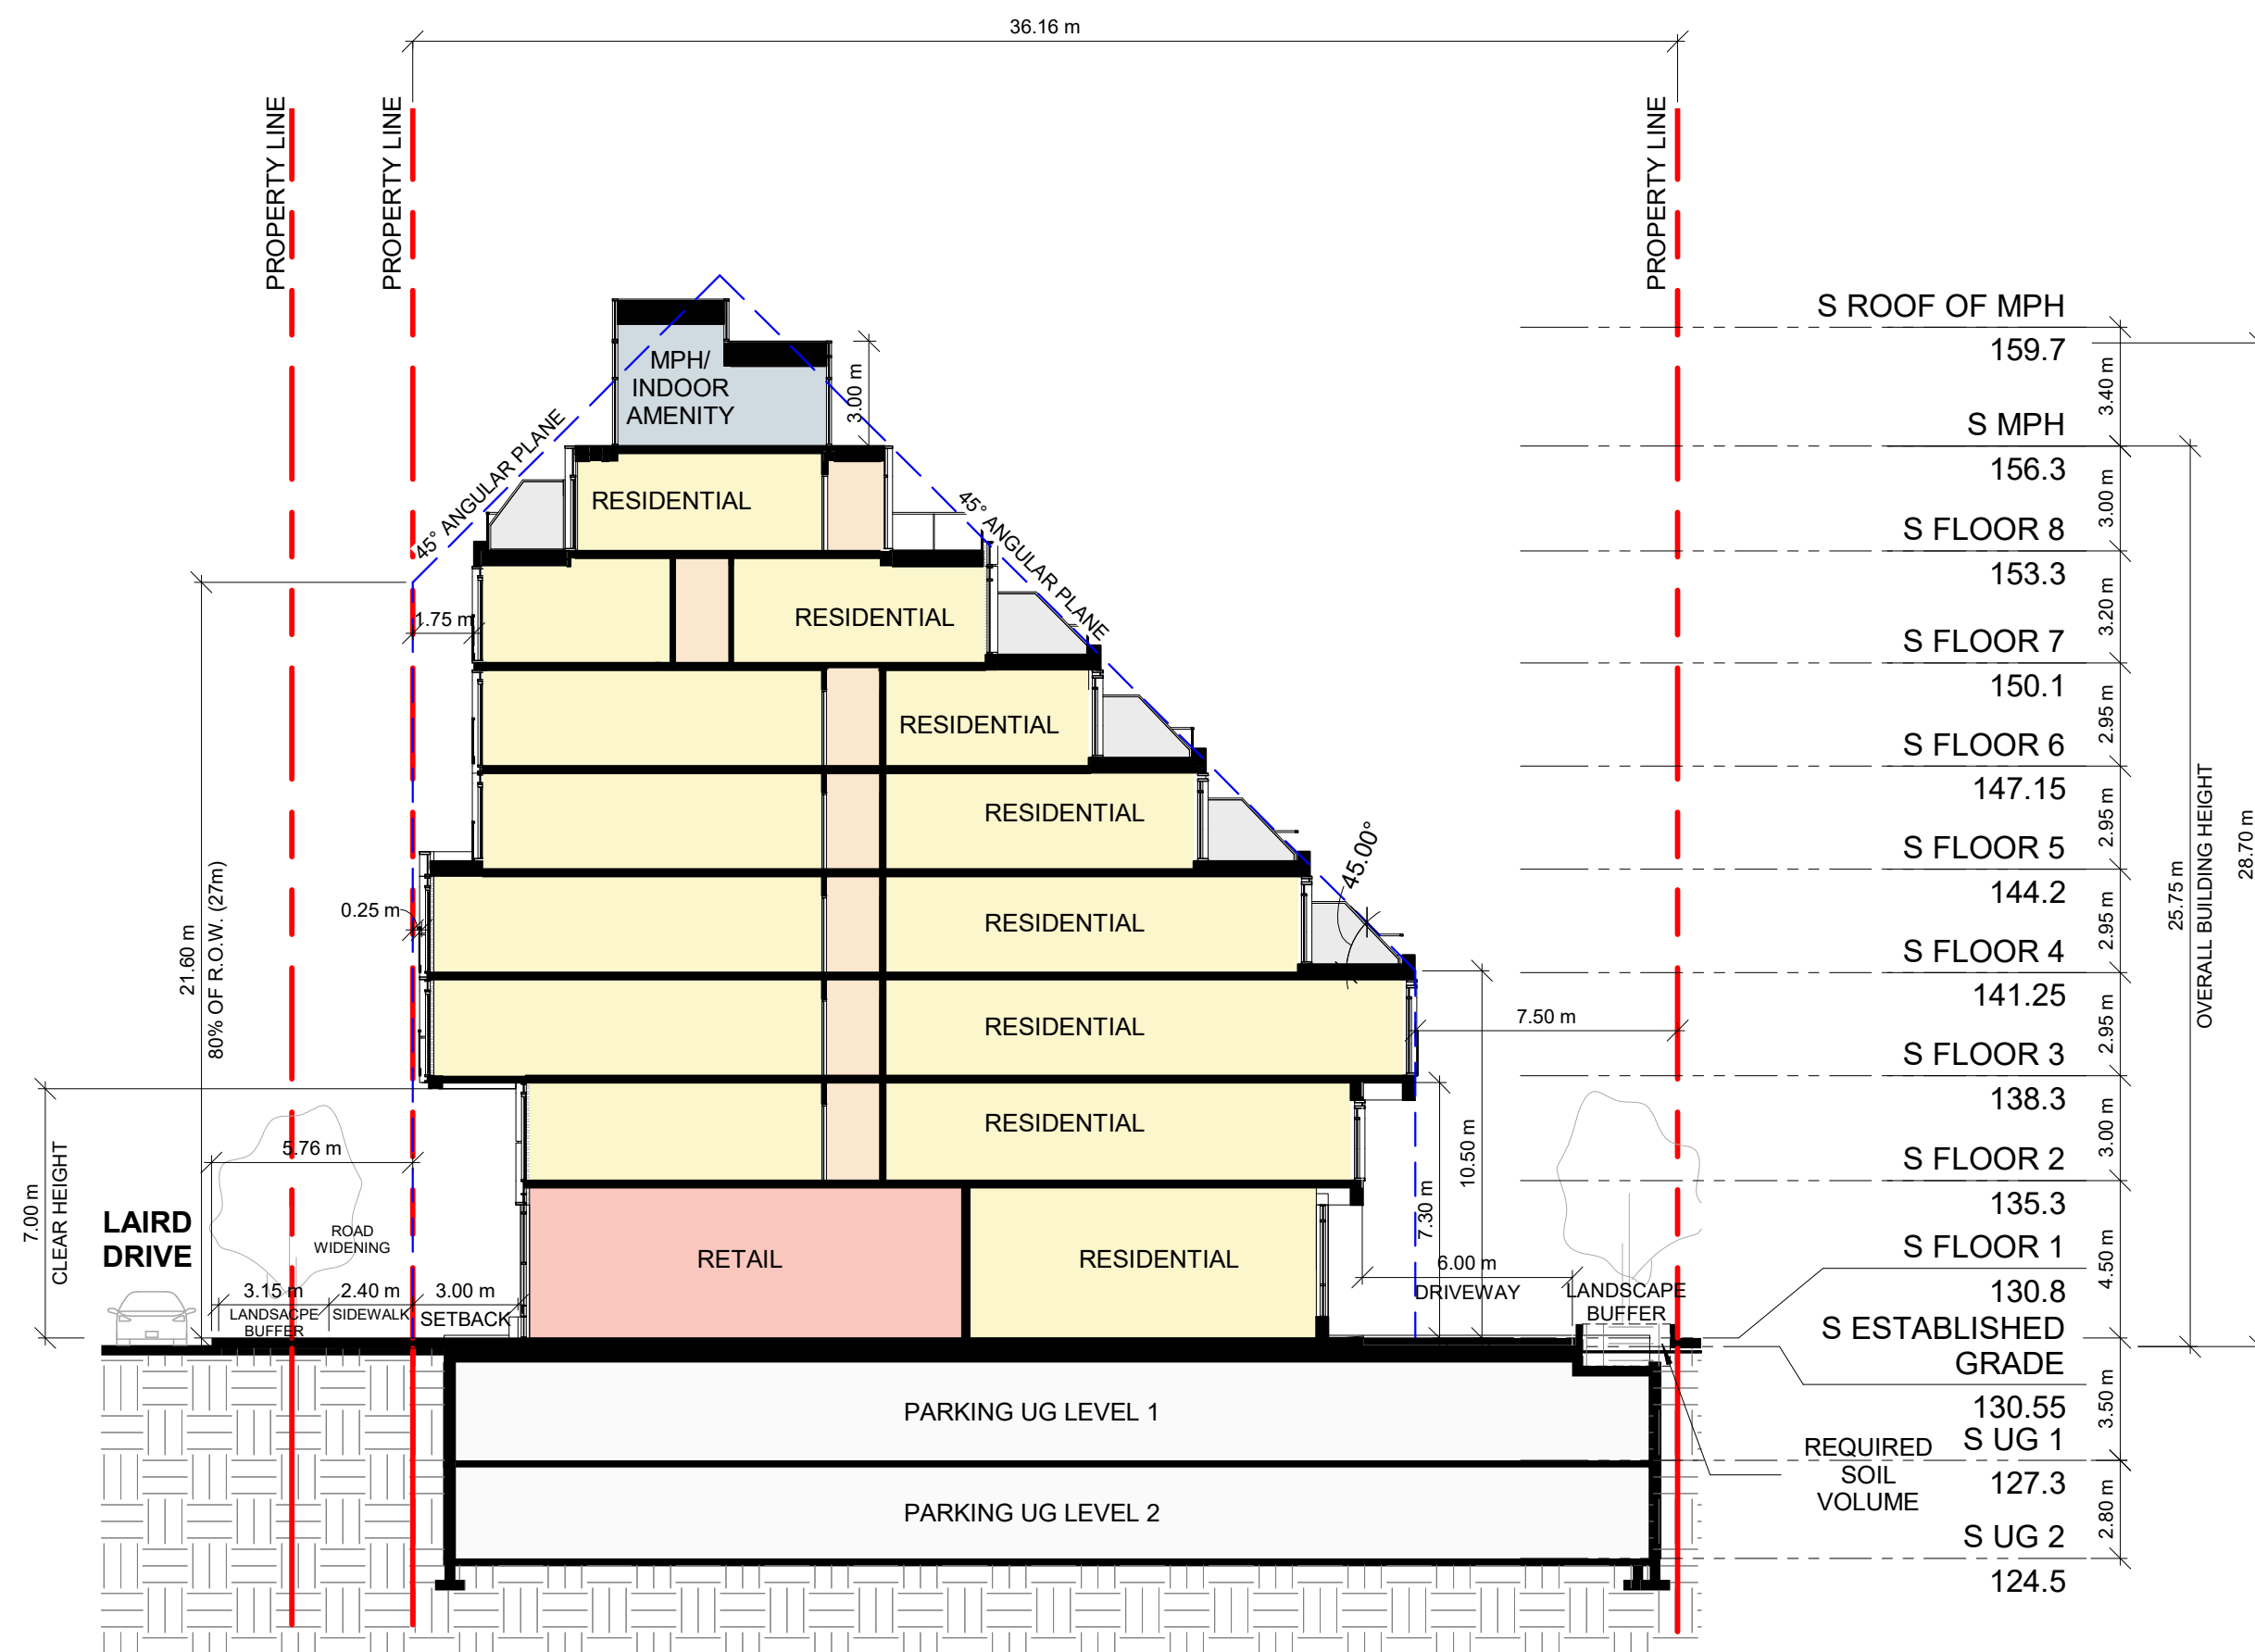 36.16 m
PROPERTY LINE
PROPERTY LINE
PROPERTY LINE
S ROOF OF MPH
159.7
3.40 m
S MPH
156.3
3.00 m
S FLOOR 8
153.3
3.20 m
S FLOOR 7
150.1
2.95 m
S FLOOR 6
147.15
2.95 m
S FLOOR 5
144.2
2.95 m
S FLOOR 4
141.25
2.95 m
S FLOOR 3
138.3
3.00 m
S FLOOR 2
135.3
4.50 m
S FLOOR 1
130.8
S ESTABLISHED
GRADE
130.55
3.50 m
S UG 1
127.3
2.80 m
S UG 2
124.5
25.75 m
OVERALL BUILDING HEIGHT
28.70 m
REQUIRED
SOIL
VOLUME
MPH/
INDOOR
AMENITY
3.00 m
45° ANGULAR PLANE
45° ANGULAR PLANE
RESIDENTIAL
1.75 m
RESIDENTIAL
RESIDENTIAL
RESIDENTIAL
45.00°
0.25 m
RESIDENTIAL
21.60 m
80% OF R.O.W. (27m)
RESIDENTIAL
7.50 m
10.50 m
7.30 m
RESIDENTIAL
5.76 m
7.00 m
CLEAR HEIGHT
LAIRD
DRIVE
ROAD
WIDENING
3.15 m
LANDSACPE
BUFFER
2.40 m
SIDEWALK
3.00 m
SETBACK
RETAIL
RESIDENTIAL
6.00 m
DRIVEWAY
LANDSCAPE
BUFFER
PARKING UG LEVEL 1
PARKING UG LEVEL 2